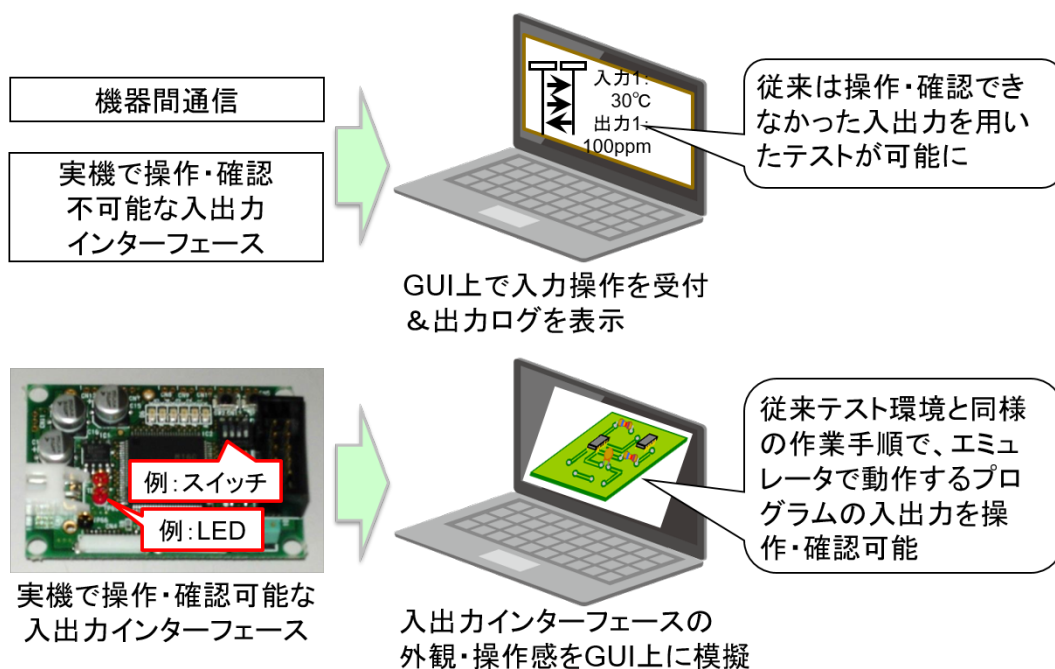 機器間通信
実機で操作・確認
不可能な入出力
インターフェース
入力1:
30℃
出力1:
100ppm
従来は操作・確認でき
なかった入出力を用い
たテストが可能に
GUI上で入力操作を受付
&出力ログを表示
例:スイッチ
例:LED
実機で操作・確認可能な
入出力インターフェース
従来テスト環境と同様
の作業手順で、エミュ
レータで動作するプロ
グラムの入出力を操
作・確認可能
入出力インターフェースの
外観・操作感をGUI上に模擬